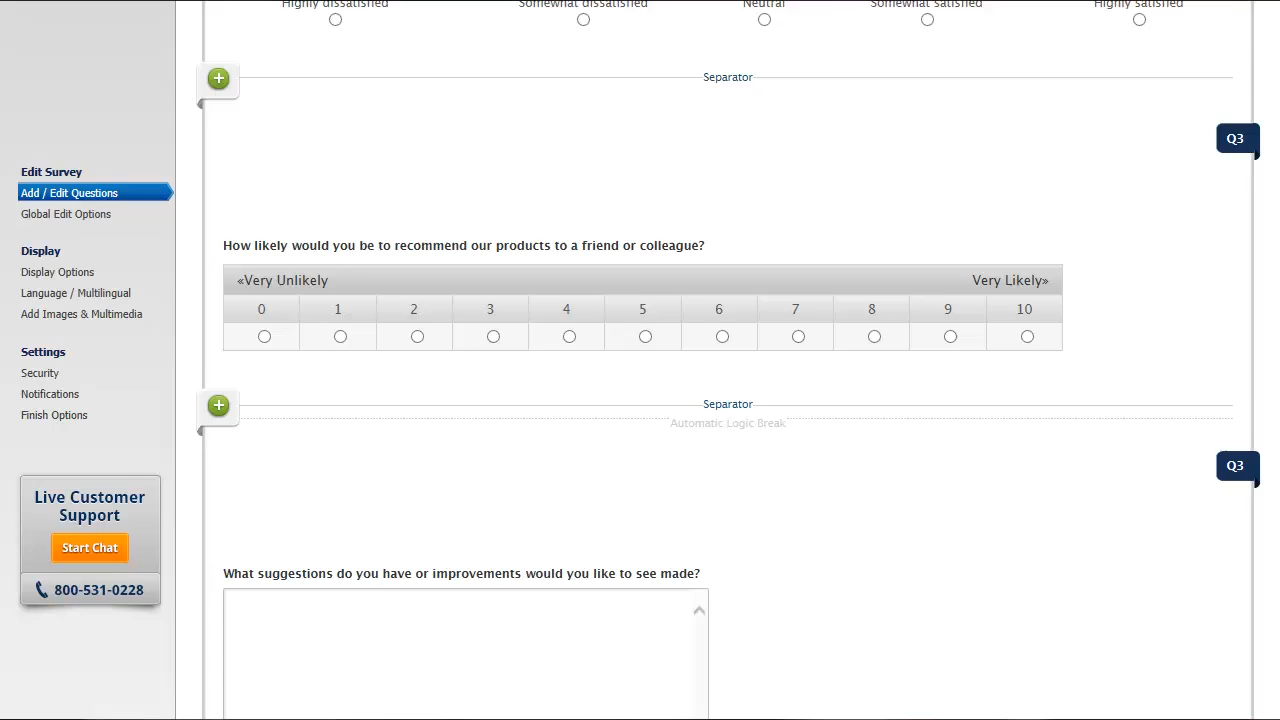 Highly dissatisfied Somewhat dissatisfied Neutral Somewhat satisfied Highly satisfied
Separator
Q3
Edit Survey
Add / Edit Questions
Global Edit Options
Display
Display Options
Language / Multilingual
Add Images & Multimedia
Settings
Security
Notifications
Finish Options
Live Customer
Support
Start Chat
800-531-0228
How likely would you be to recommend our products to a friend or colleague?
«Very Unlikely Very Likely»
0 1 2 3 4 5 6 7 8 9 10
Separator
Automatic Logic Break
Q3
What suggestions do you have or improvements would you like to see made?